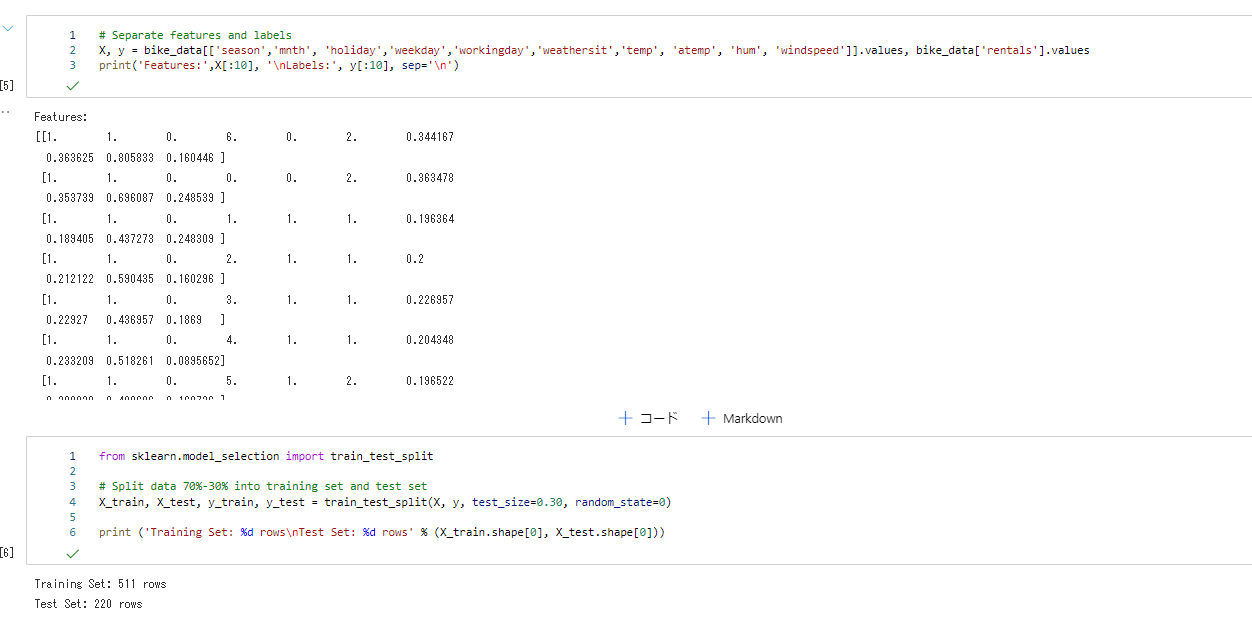 1 # Separate features and labels
2 X, y = bike_data[['season','mnth', 'holiday','weekday','workingday','weathersit','temp', 'atemp', 'hum', 'windspeed']].values, bike_data['rentals'].values
3 print('Features:',X[:10], '\nLabels:', y[:10], sep='\n')
[5]
Features:
[[1. 1. 0. 6. 0. 2. 0.344167
0.363625 0.805833 0.160446 ]
[1. 1. 0. 0. 0. 2. 0.363478
0.353739 0.696087 0.248539 ]
[1. 1. 0. 1. 1. 1. 0.196364
0.189405 0.437273 0.248309 ]
[1. 1. 0. 2. 1. 1. 0.2
0.212122 0.590435 0.160296 ]
[1. 1. 0. 3. 1. 1. 0.226957
0.22927 0.436957 0.1869 ]
[1. 1. 0. 4. 1. 1. 0.204348
0.233209 0.518261 0.0895652]
[1. 1. 0. 5. 1. 2. 0.196522
+ コード + Markdown
1 from sklearn.model_selection import train_test_split
2
3 # Split data 70%-30% into training set and test set
4 X_train, X_test, y_train, y_test = train_test_split(X, y, test_size=0.30, random_state=0)
5
6 print ('Training Set: %d rows\nTest Set: %d rows' % (X_train.shape[0], X_test.shape[0]))
[6]
Training Set: 511 rows
Test Set: 220 rows